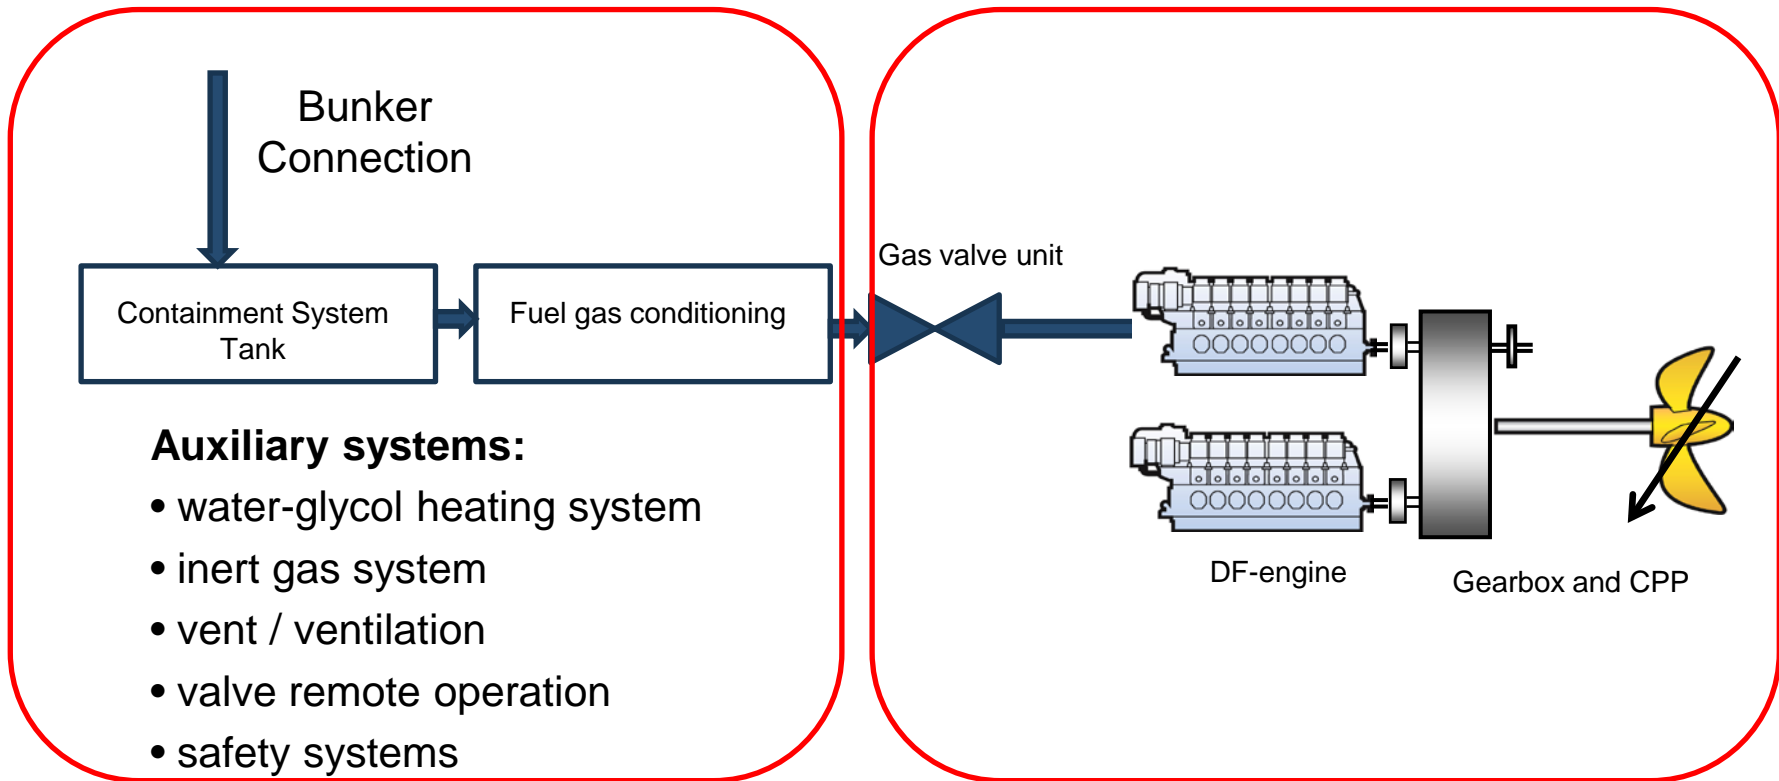 Bunker
Connection
Gas valve unit
Containment System
Tank
Fuel gas conditioning
Auxiliary systems:
• water-glycol heating system
• inert gas system
• vent / ventilation
• valve remote operation
• safety systems
DF-engine
Gearbox and CPP